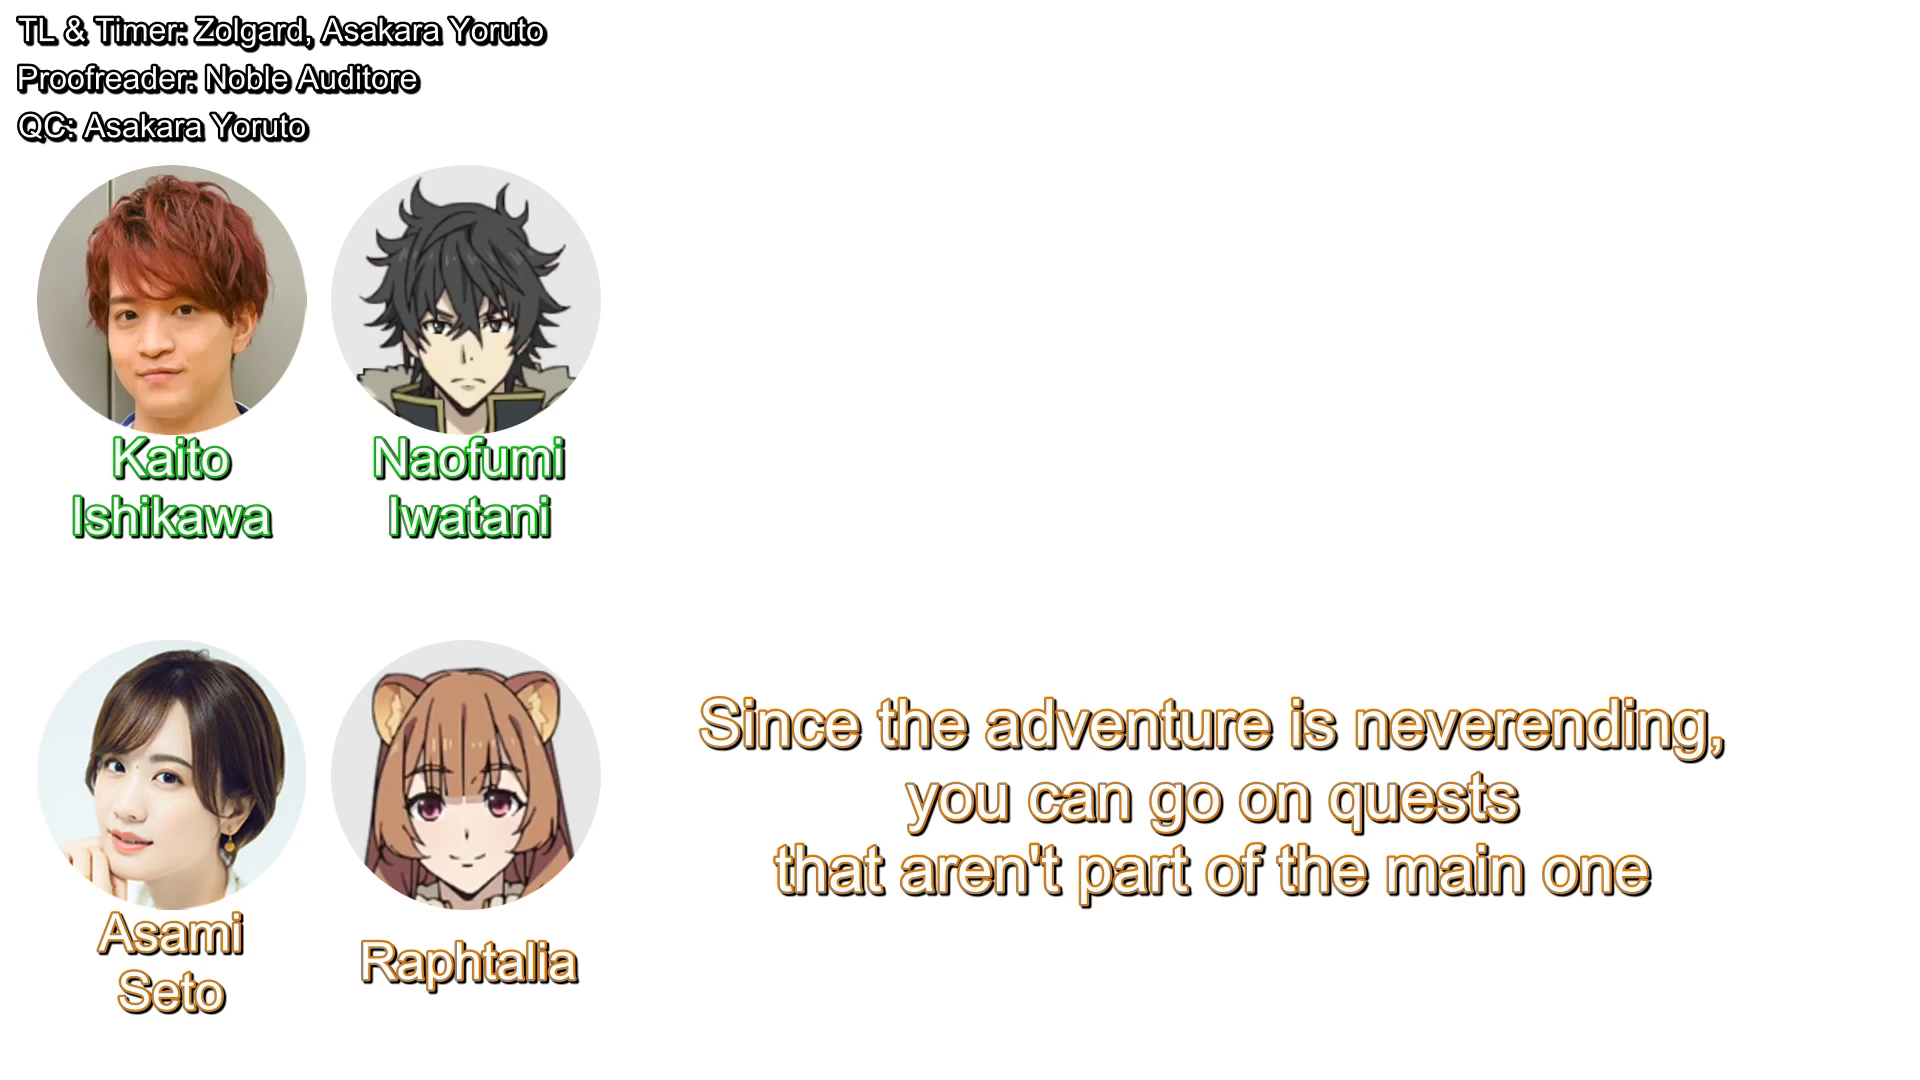 TL & Timer: Zolgard, Asakara Yoruto
Proofreader: Noble Auditore
QC: Asakara Yoruto
Kaito
Ishikawa
Naofumi
Iwatani
Since the adventure is neverending,
you can go on quests
that aren't part of the main one
Asami
Seto
Raphtalia